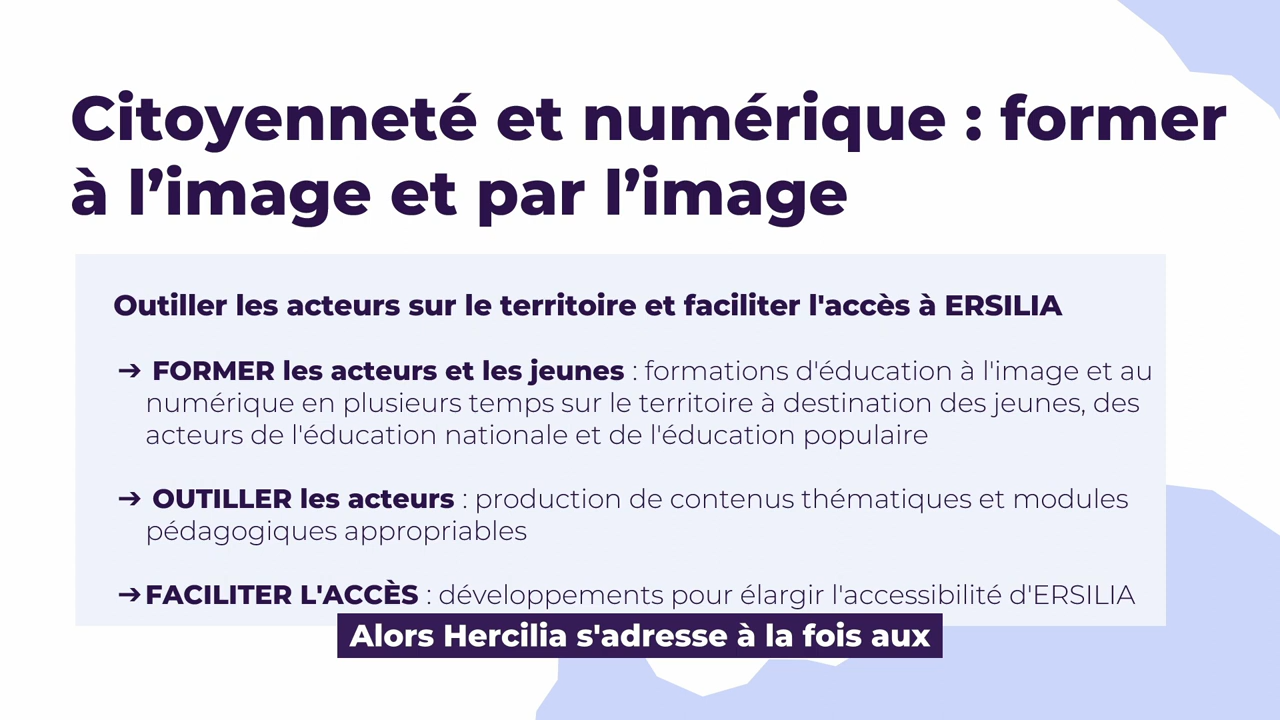 Citoyenneté et numérique : former
à l’image et par l’image
Outiller les acteurs sur le territoire et faciliter l'accès à ERSILIA
➔ FORMER les acteurs et les jeunes : formations d'éducation à l'image et au
numérique en plusieurs temps sur le territoire à destination des jeunes, des
acteurs de l'éducation nationale et de l'éducation populaire
➔ OUTILLER les acteurs : production de contenus thématiques et modules
pédagogiques appropriables
➔FACILITER L'ACCÈS : développements pour élargir l'accessibilité d'ERSILIA
Alors Hercilia s'adresse à la fois aux